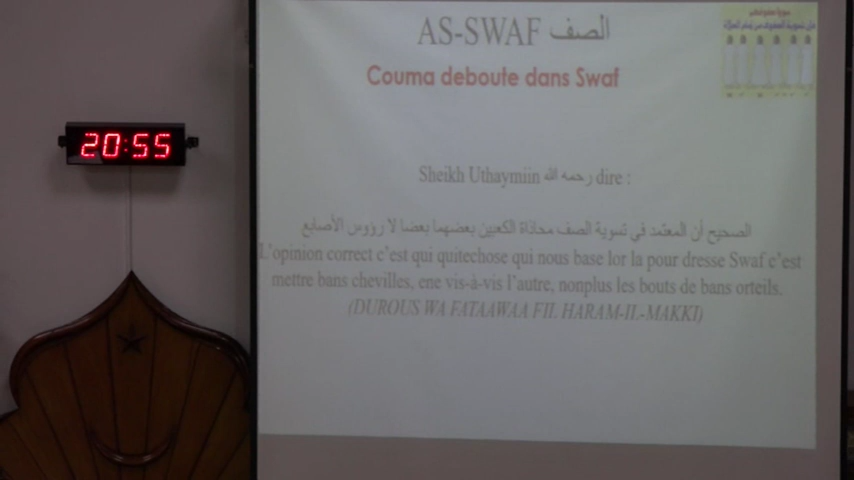 AS-SWAF الصف
Couma deboute dans Swaf
20:55
Sheikh Uthaymiin رحمه الله dire :
الصحيح أن المعتمد في تسوية الصف محاذاة الكعبين بعضهما بعضا لا رؤوس الأصابع
L'opinion correct c'est qui quitechose qui nous base lor la pour dresse Swaf c'est
mettre bans chevilles, ene vis-à-vis l'autre, nonplus les bouts de bans orteils.
(DUROUS WA FATAAWAA FIL HARAM-IL-MAKKI)